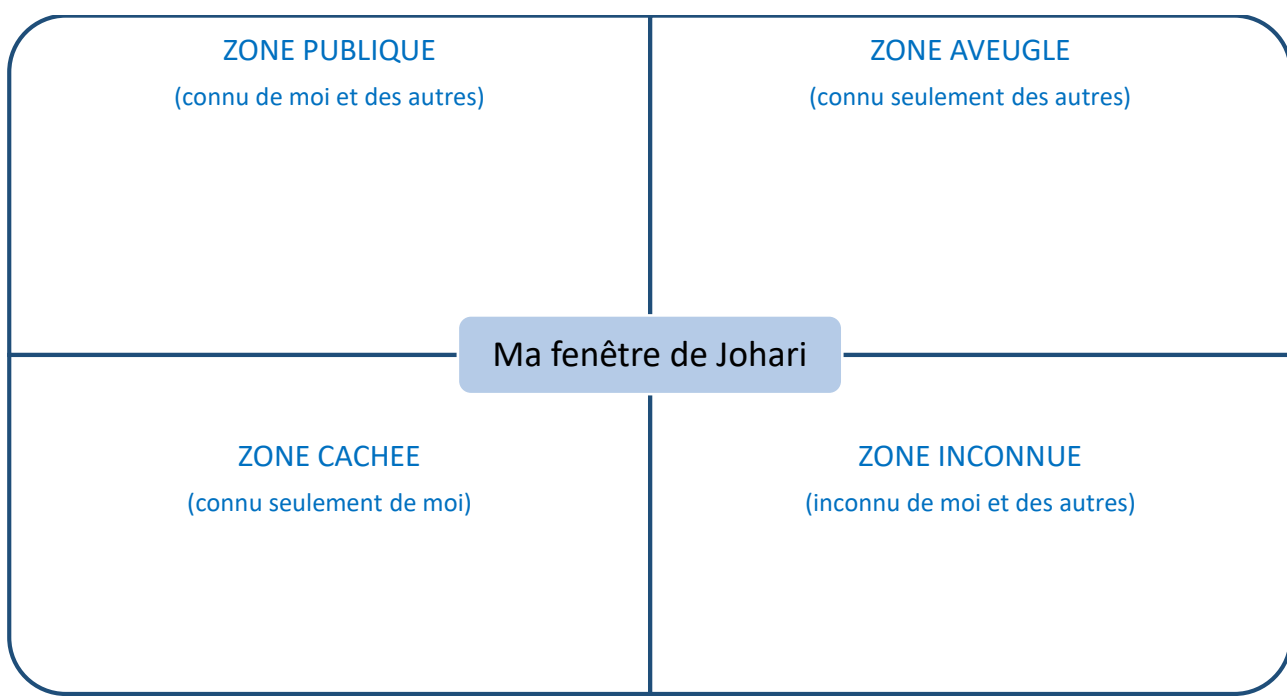 ZONE PUBLIQUE
(connu de moi et des autres)
ZONE AVEUGLE
(connu seulement des autres)
Ma fenêtre de Johari
ZONE CACHEE
(connu seulement de moi)
ZONE INCONNUE
(inconnu de moi et des autres)